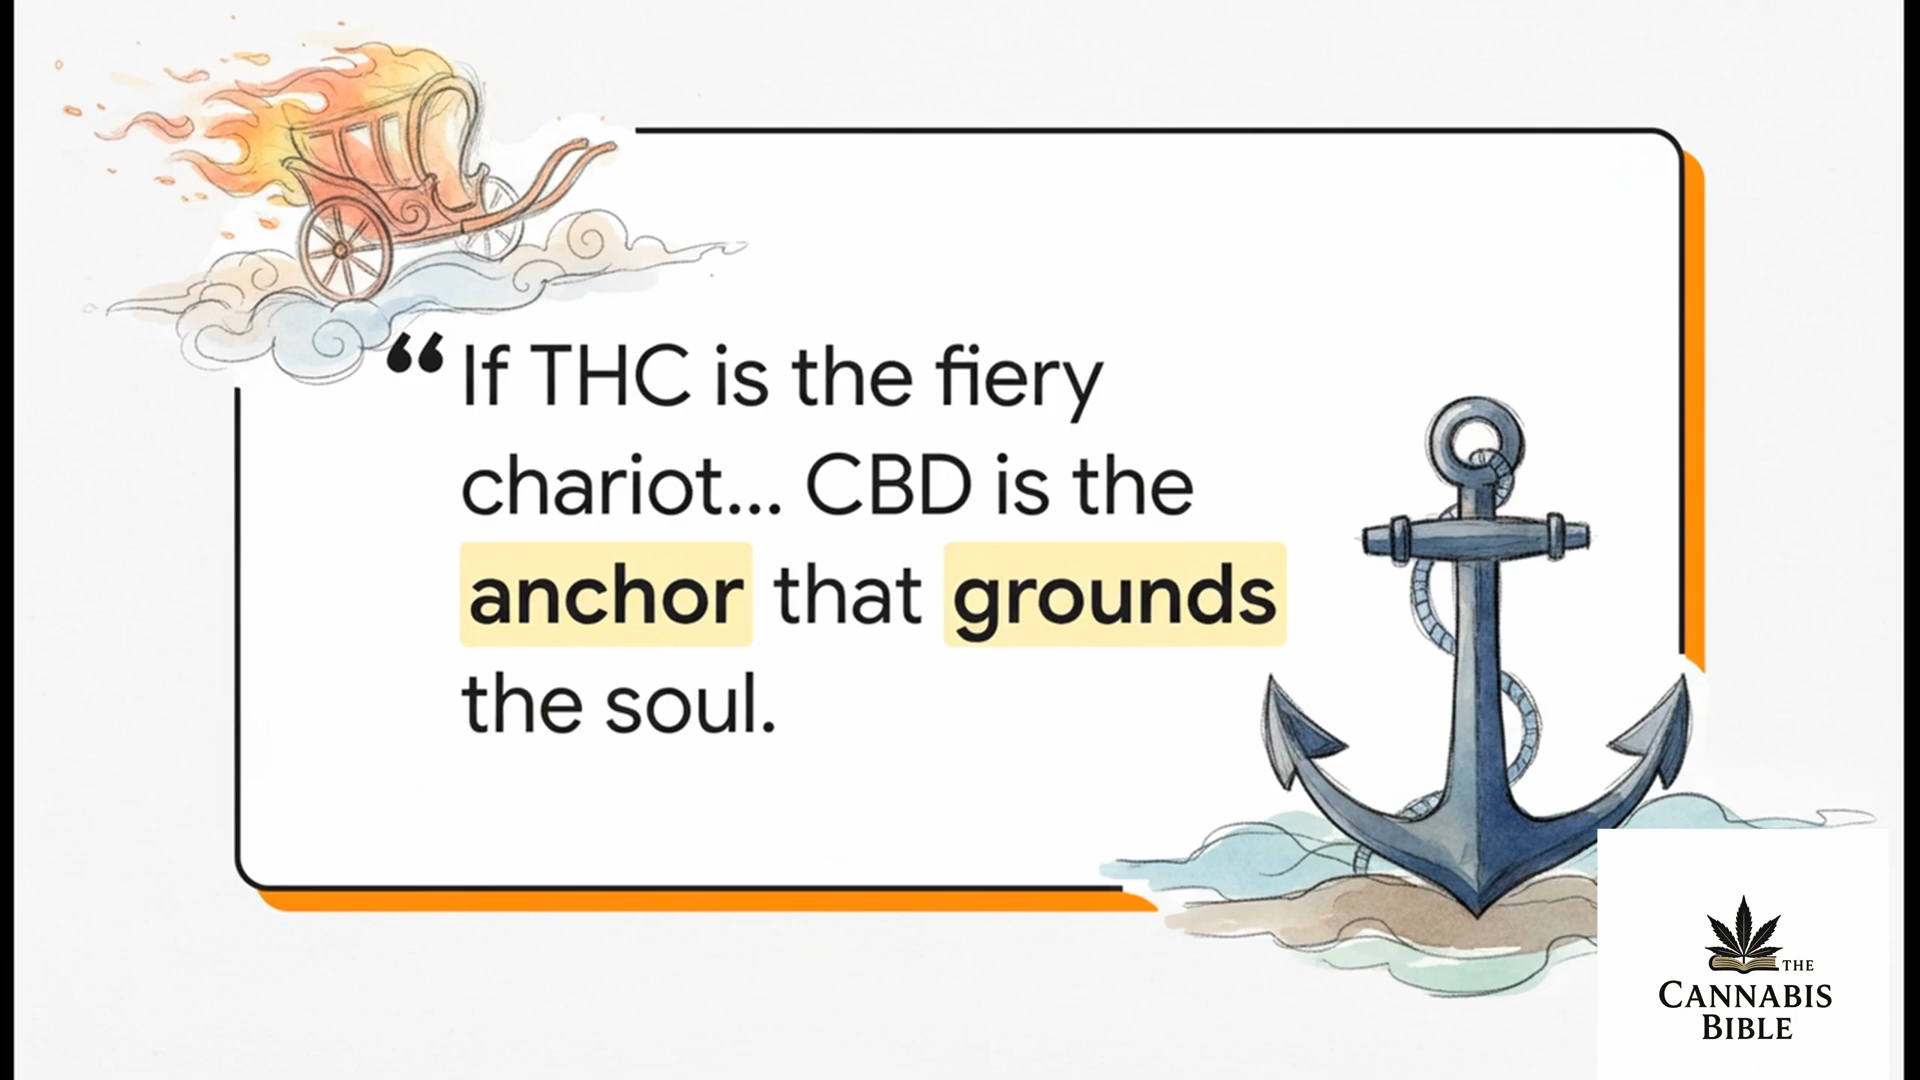 “If THC is the fiery
chariot... CBD is the
anchor that grounds
the soul.
THE
CANNABIS
BIBLE